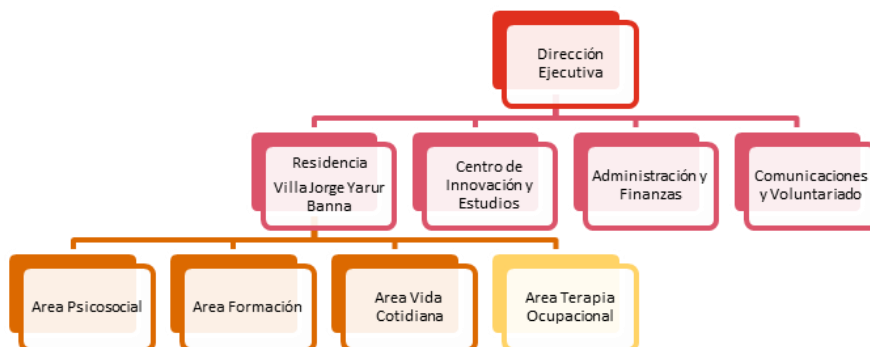 Dirección
Ejecutiva
Residencia
Villa Jorge Yarur
Banna
Centro de
Innovación y
Estudios
Administración y
Finanzas
Comunicaciones
y Voluntariado
Area Psicosocial
Area Formación
Area Vida
Cotidiana
Area Terapia
Ocupacional